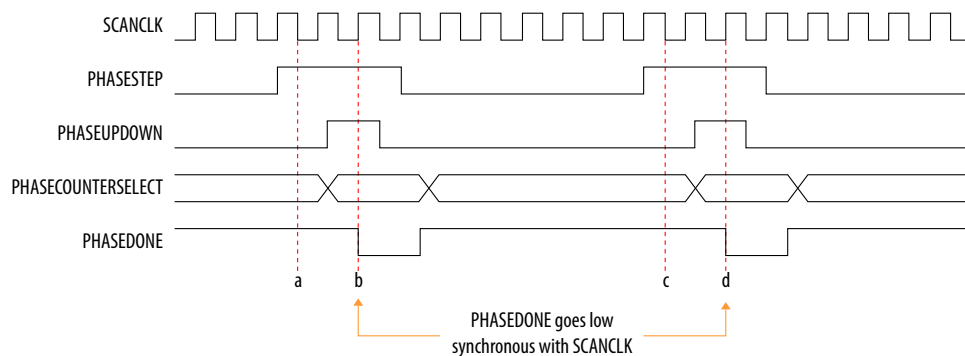 SCANCLK
PHASESTEP
PHASEUPDOWN
PHASECOUNTERSELECT
PHASEDONE
a b c d
PHASEDONE goes low
synchronous with SCANCLK